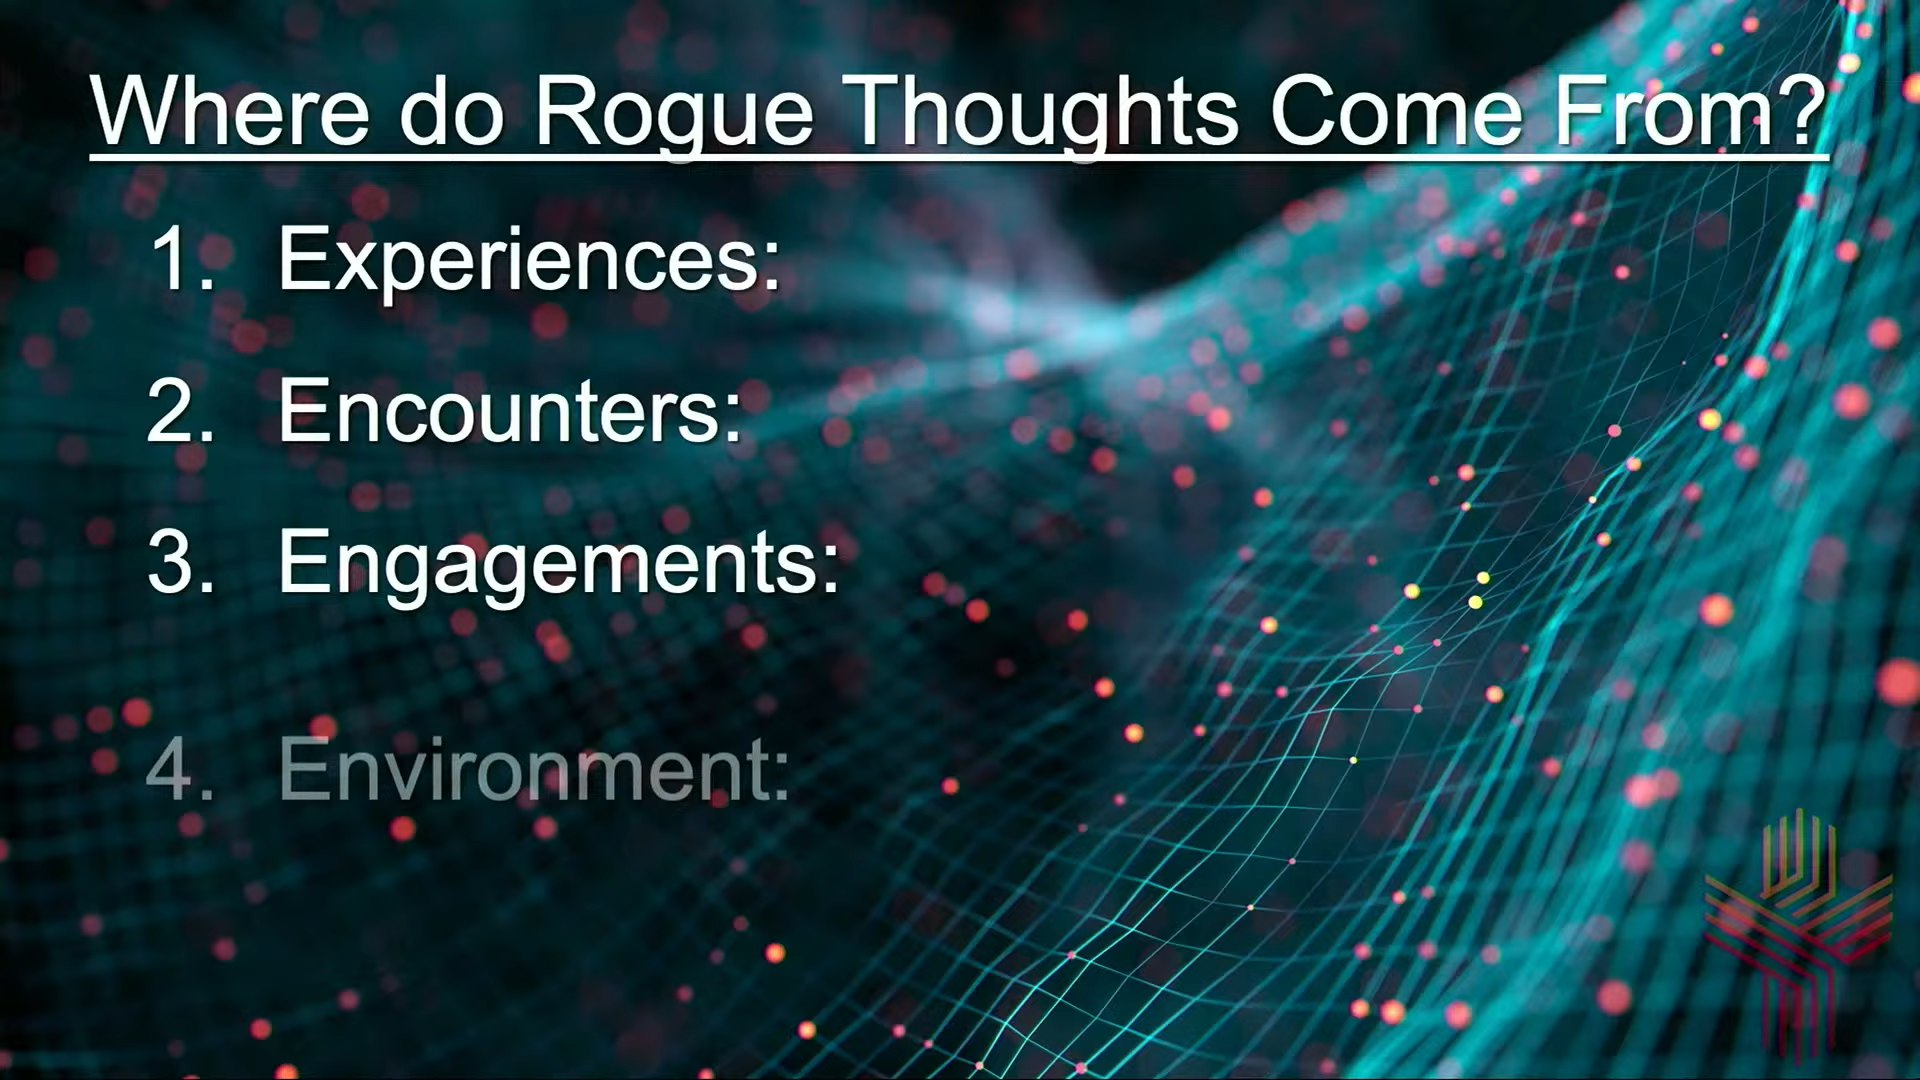 Where do Rogue Thoughts Come From?
1. Experiences:
2. Encounters:
3. Engagements:
4. Environment: